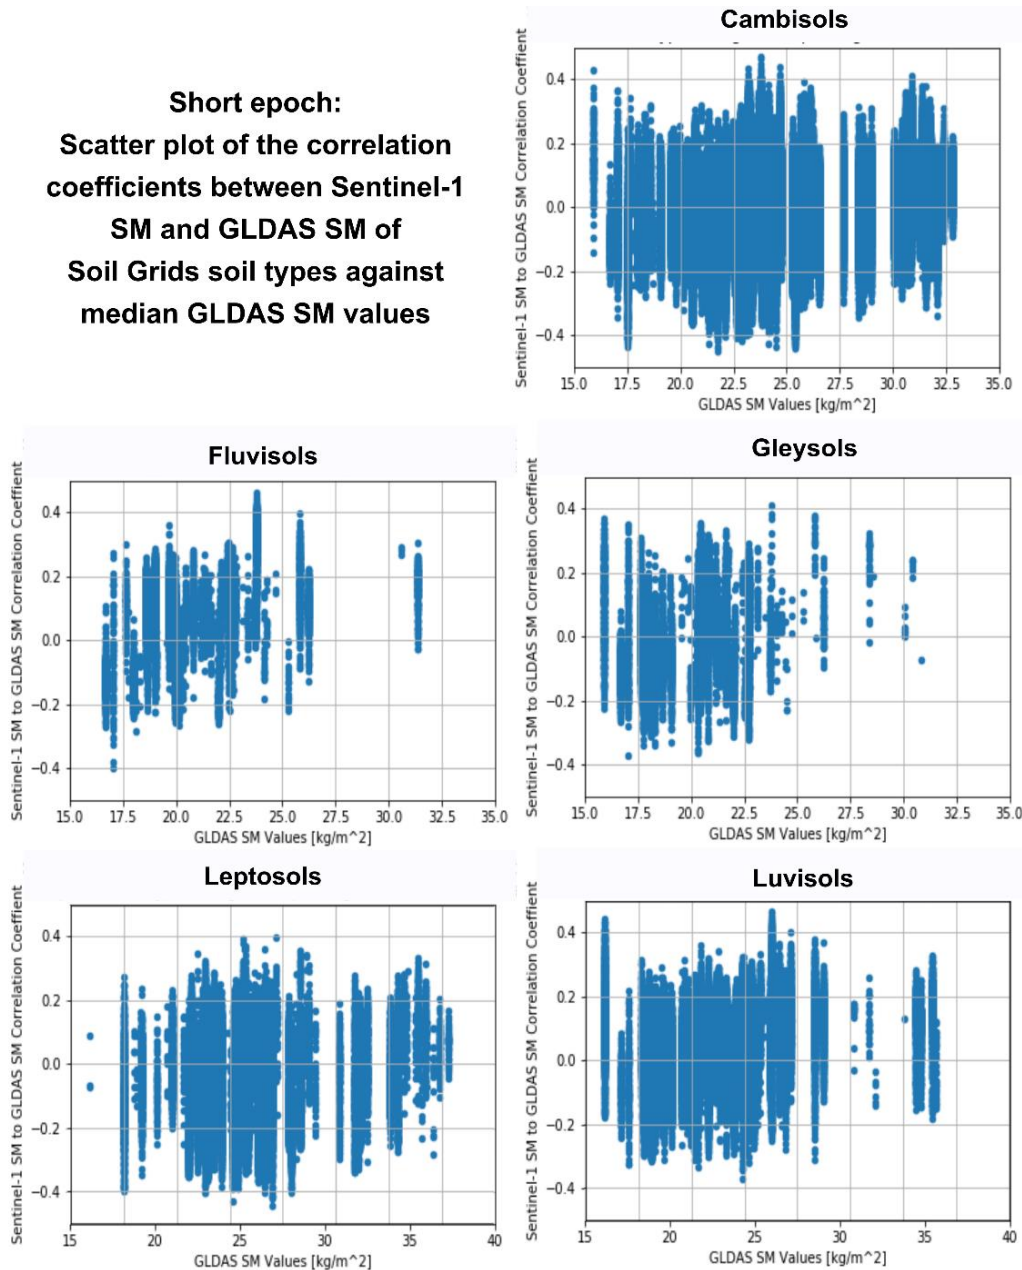 Short epoch:
Scatter plot of the correlation
coefficients between Sentinel-1
SM and GLDAS SM of
Soil Grids soil types against
median GLDAS SM values
Cambisols
Sentinel-1 SM to GLDAS SM Correlation Coeffient
0.4
0.2
0.0
−0.2
−0.4
15.0 17.5 20.0 22.5 25.0 27.5 30.0 32.5 35.0
GLDAS SM Values [kg/m^2]
Fluvisols
Sentinel-1 SM to GLDAS SM Correlation Coeffient
0.4
0.2
0.0
−0.2
−0.4
15.0 17.5 20.0 22.5 25.0 27.5 30.0 32.5 35.0
GLDAS SM Values [kg/m^2]
Gleysols
Sentinel-1 SM to GLDAS SM Correlation Coeffient
0.4
0.2
0.0
−0.2
−0.4
15.0 17.5 20.0 22.5 25.0 27.5 30.0 32.5 35.0
GLDAS SM Values [kg/m^2]
Leptosols
Sentinel-1 SM to GLDAS SM Correlation Coeffient
0.4
0.2
0.0
−0.2
−0.4
15 20 25 30 35 40
GLDAS SM Values [kg/m^2]
Luvisols
Sentinel-1 SM to GLDAS SM Correlation Coeffient
0.4
0.2
0.0
−0.2
−0.4
15 20 25 30 35 40
GLDAS SM Values [kg/m^2]